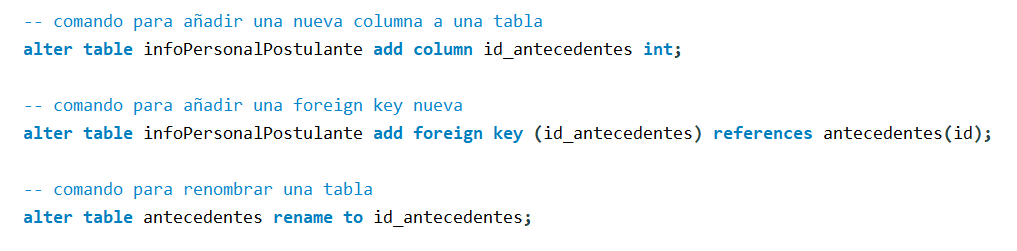 -- comando para añadir una nueva columna a una tabla
alter table infoPersonalPostulante add column id_antecedentes int;
-- comando para añadir una foreign key nueva
alter table infoPersonalPostulante add foreign key (id_antecedentes) references antecedentes(id);
-- comando para renombrar una tabla
alter table antecedentes rename to id_antecedentes;